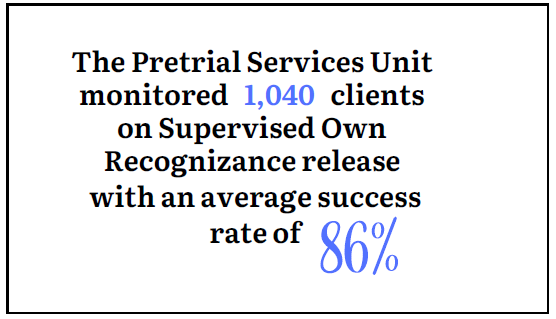 The Pretrial Services Unit
monitored 1,040 clients
on Supervised Own
Recognizance release
with an average success
rate of 86%